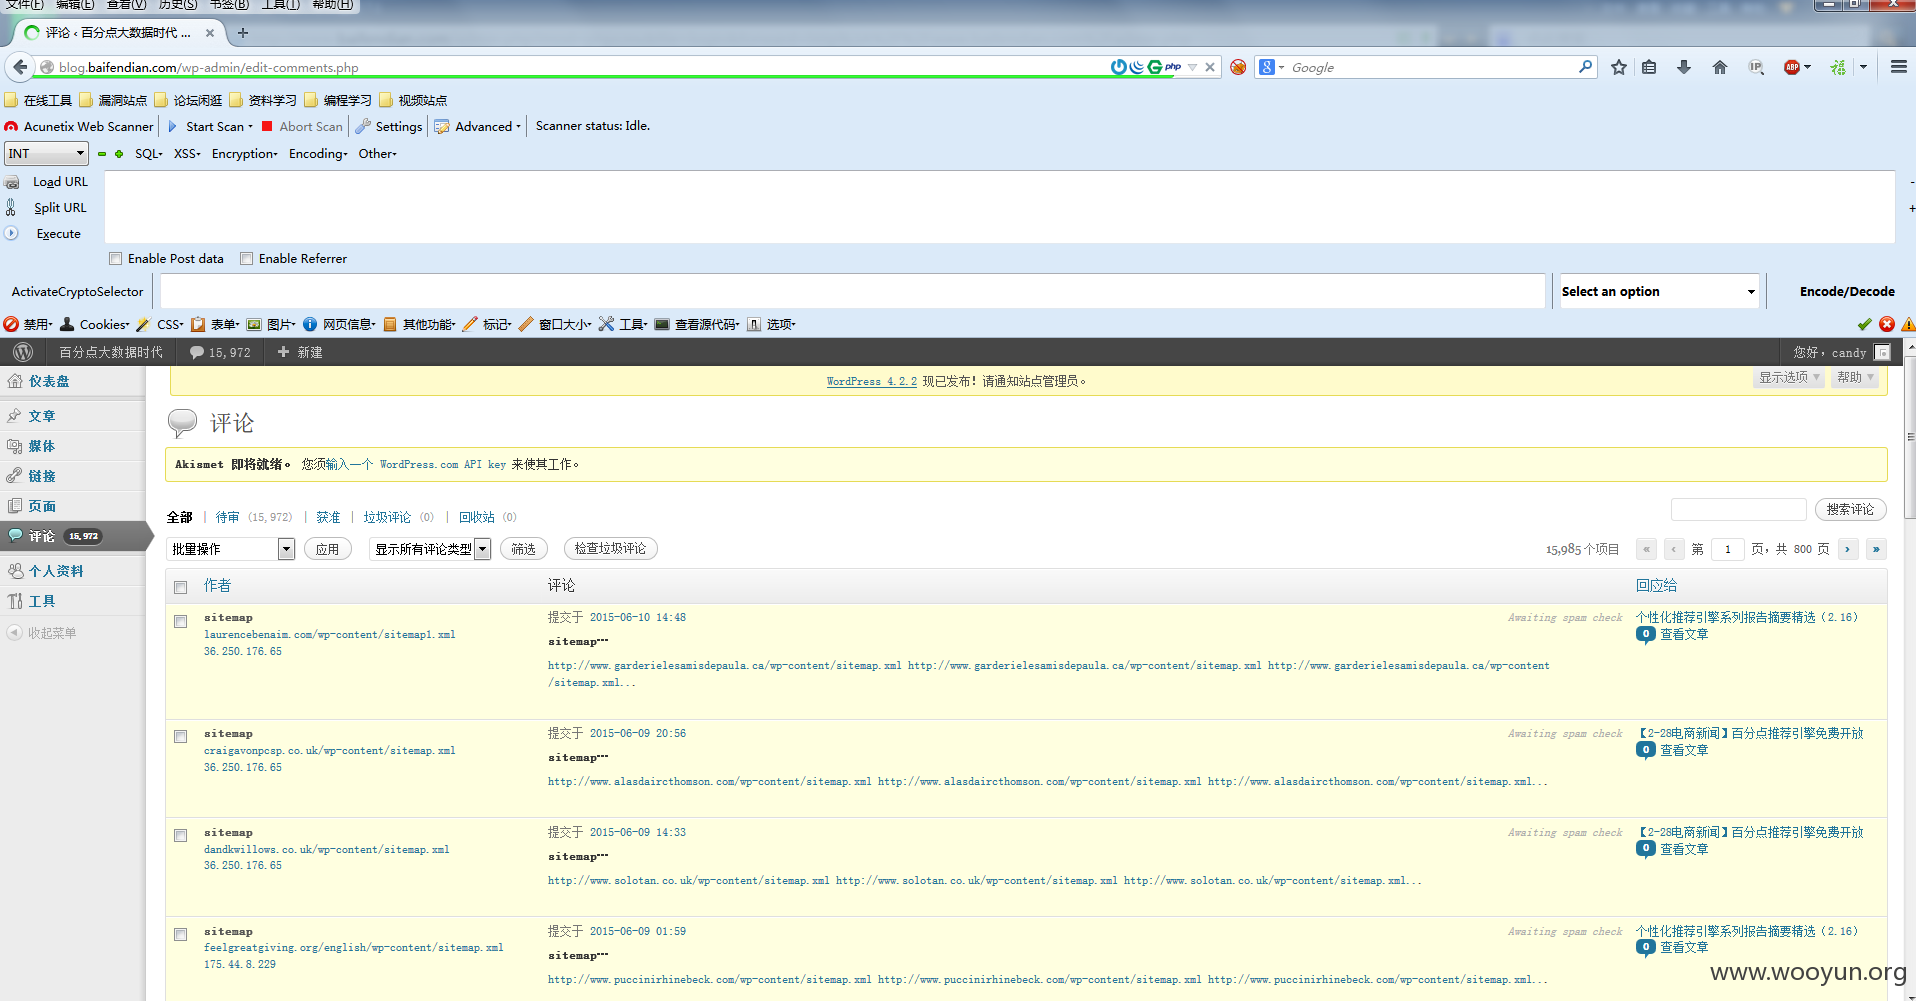 文件(F) 编辑(E) 查看(V) 历史(S) 书签(B) 工具(T) 帮助(H)
评论 ‹ 百分点大数据时代 ... × +
blog.baifendian.com/wp-admin/edit-comments.php php Google IP ABP
在线工具 漏洞站点 论坛闲逛 资料学习 编程学习 视频站点
Acunetix Web Scanner Start Scan Abort Scan Settings Advanced Scanner status: Idle.
INT SQL XSS Encryption Encoding Other
Load URL
Split URL
Execute
Enable Post data Enable Referrer
ActivateCryptoSelector Select an option Encode/Decode
禁用 Cookies CSS 表单 图片 网页信息 其他功能 标记 窗口大小 工具 查看源代码 选项
百分点大数据时代 15,972 + 新建 您好，candy
仪表盘
文章
媒体
链接
页面
评论 15,972
个人资料
工具
收起菜单
WordPress 4.2.2 现已发布！请通知站点管理员。 显示选项 帮助
评论
Akismet 即将就绪。 您须输入一个 WordPress.com API key 来使其工作。
全部 | 待审 (15,972) | 获准 | 垃圾评论 (0) | 回收站 (0) 搜索评论
批量操作 应用 显示所有评论类型 筛选 检查垃圾评论 15,985 个项目 « ‹ 第 1 页，共 800 页 › »
作者 评论 回应给
sitemap 提交于 2015-06-10 14:48 Awaiting spam check 个性化推荐引擎系列报告摘要精选（2.16）
laurencebenaim.com/wp-content/sitemap1.xml sitemap… 0 查看文章
36.250.176.65 http://www.garderielesamisdepaula.ca/wp-content/sitemap.xml http://www.garderielesamisdepaula.ca/wp-content/sitemap.xml http://www.garderielesamisdepaula.ca/wp-content
/sitemap.xml...
sitemap 提交于 2015-06-09 20:56 Awaiting spam check 【2-28电商新闻】百分点推荐引擎免费开放
craigavonpcsp.co.uk/wp-content/sitemap.xml sitemap… 0 查看文章
36.250.176.65 http://www.alasdaircthomson.com/wp-content/sitemap.xml http://www.alasdaircthomson.com/wp-content/sitemap.xml http://www.alasdaircthomson.com/wp-content/sitemap.xml...
sitemap 提交于 2015-06-09 14:33 Awaiting spam check 【2-28电商新闻】百分点推荐引擎免费开放
dandkwillows.co.uk/wp-content/sitemap.xml sitemap… 0 查看文章
36.250.176.65 http://www.solotan.co.uk/wp-content/sitemap.xml http://www.solotan.co.uk/wp-content/sitemap.xml http://www.solotan.co.uk/wp-content/sitemap.xml...
sitemap 提交于 2015-06-09 01:59 Awaiting spam check 个性化推荐引擎系列报告摘要精选（2.16）
feelgreatgiving.org/english/wp-content/sitemap.xml sitemap… 0 查看文章
175.44.8.229 http://www.puccinirhinebeck.com/wp-content/sitemap.xml http://www.puccinirhinebeck.com/wp-content/sitemap.xml http://www.puccinirhinebeck.com/wp-content/sitemap.xml...
www.wooyun.org